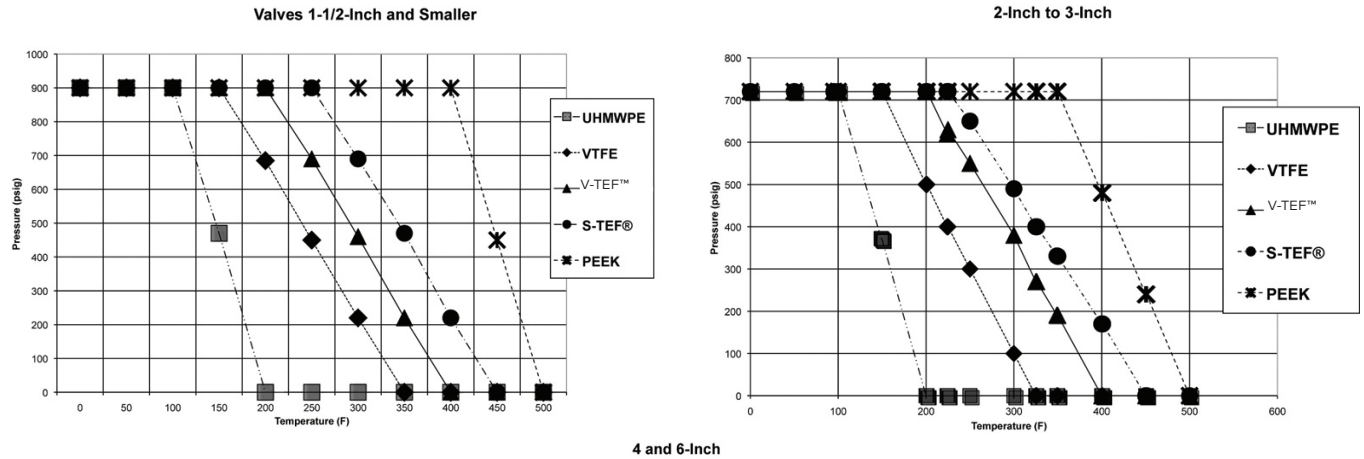 Valves 1-1/2-Inch and Smaller
1000
900
800
700
600
500
400
300
200
100
0
Pressure (psig)
0 50 100 150 200 250 300 350 400 450 500
Temperature (F)
UHMWPE
VTFE
V-TEF™
S-TEF®
PEEK
2-Inch to 3-Inch
800
700
600
500
400
300
200
100
0
Pressure (psig)
0 100 200 300 400 500 600
Temperature (F)
UHMWPE
VTFE
V-TEF™
S-TEF®
PEEK
4 and 6-Inch